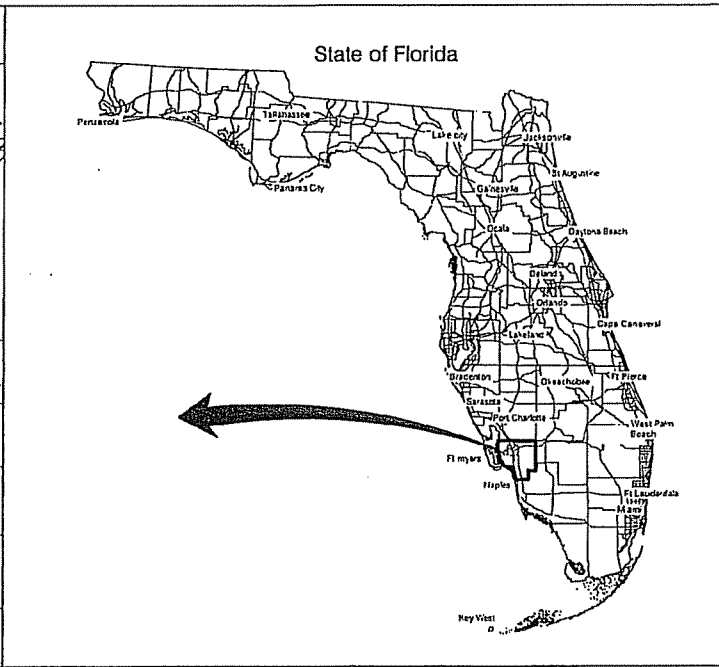 State of Florida
Pensacola
Tallahassee
Lake city
Jacksonville
St Augustine
Panama City
Gainesville
Ocala
Daytona Beach
Deland
Orlando
Cape Canaveral
Lakeland
Bradenton
Okeechobee
Ft Pierce
Sarasota
Port Charlotte
West Palm
Beach
Ft myers
Naples
Ft Lauderdale
Miami
Key West